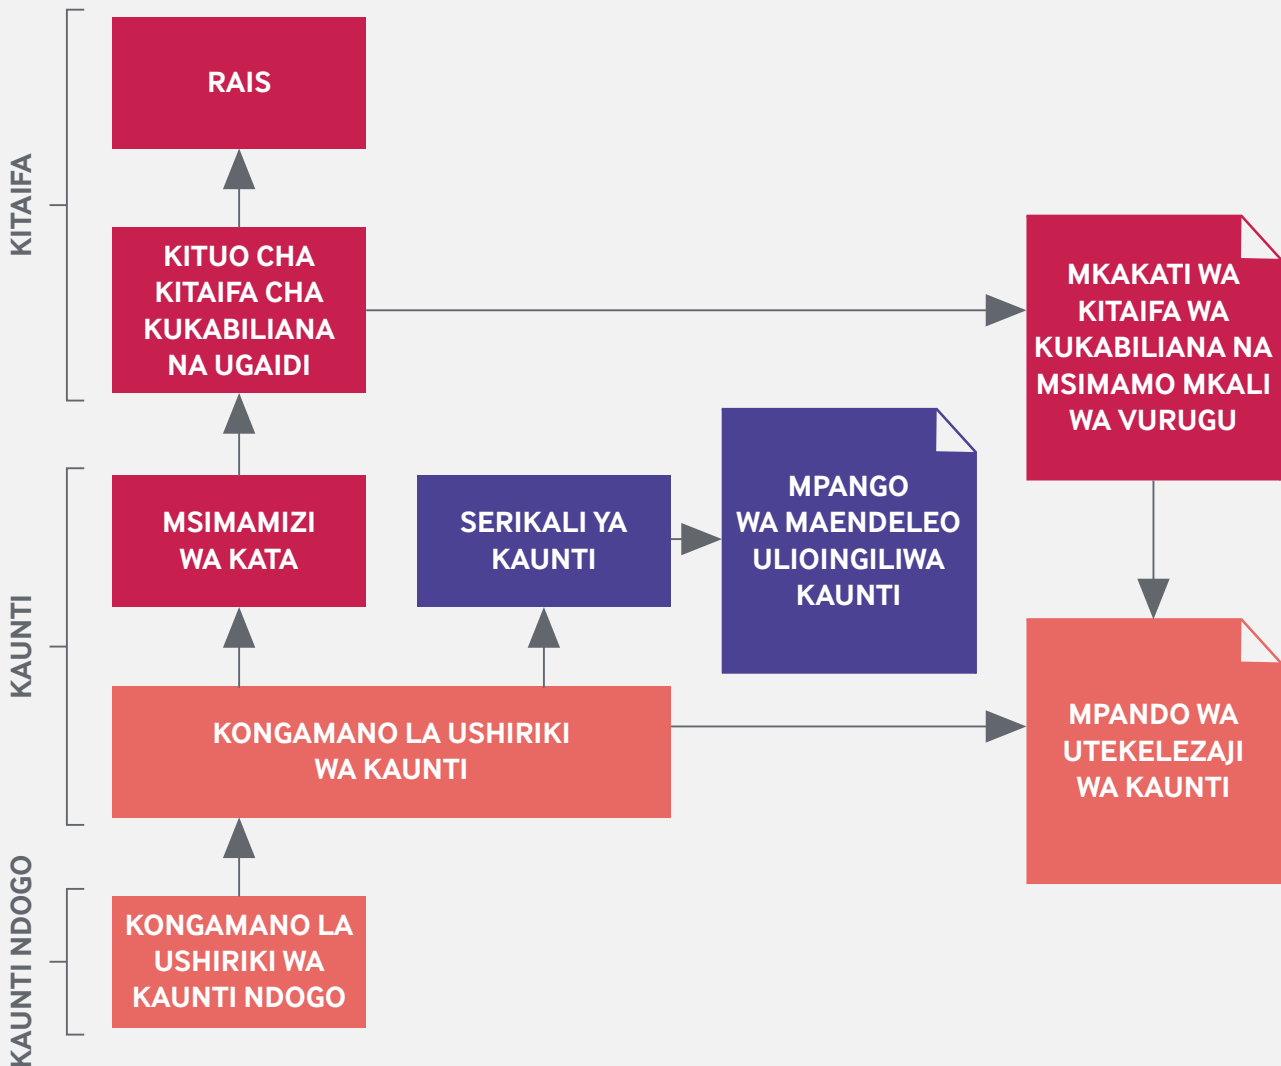 KITAIFA
RAIS
KITUO CHA
KITAIFA CHA
KUKABILIANA
NA UGAIDI
MKAKATI WA
KITAIFA WA
KUKABILIANA NA
MSIMAMO MKALI
WA VURUGU
KAUNTI
MSIMAMIZI
WA KATA
SERIKALI YA
KAUNTI
MPANGO
WA MAENDELEO
ULIOINGILIWA
KAUNTI
KONGAMANO LA USHIRIKI
WA KAUNTI
MPANDO WA
UTEKELEZAJI
WA KAUNTI
KAUNTI NDOGO
KONGAMANO LA
USHIRIKI WA
KAUNTI NDOGO